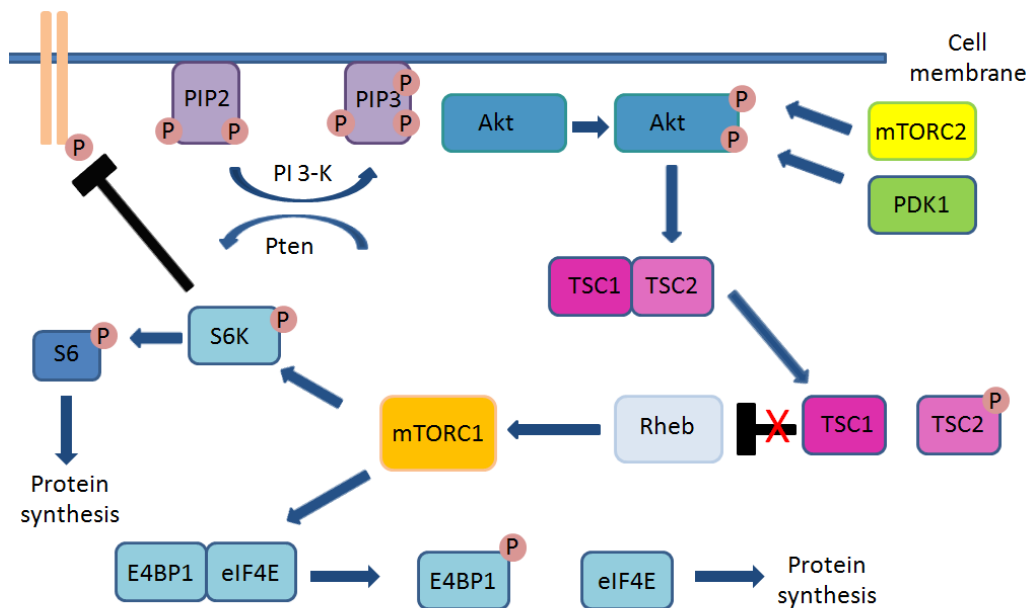 Cell
membrane
PIP2
P
P
PIP3
P
P
P
Akt
Akt
P
P
mTORC2
PDK1
P
PI 3-K
Pten
TSC1
TSC2
S6
P
S6K
P
mTORC1
Rheb
X
TSC1
TSC2
P
Protein
synthesis
E4BP1
eIF4E
E4BP1
P
eIF4E
Protein
synthesis